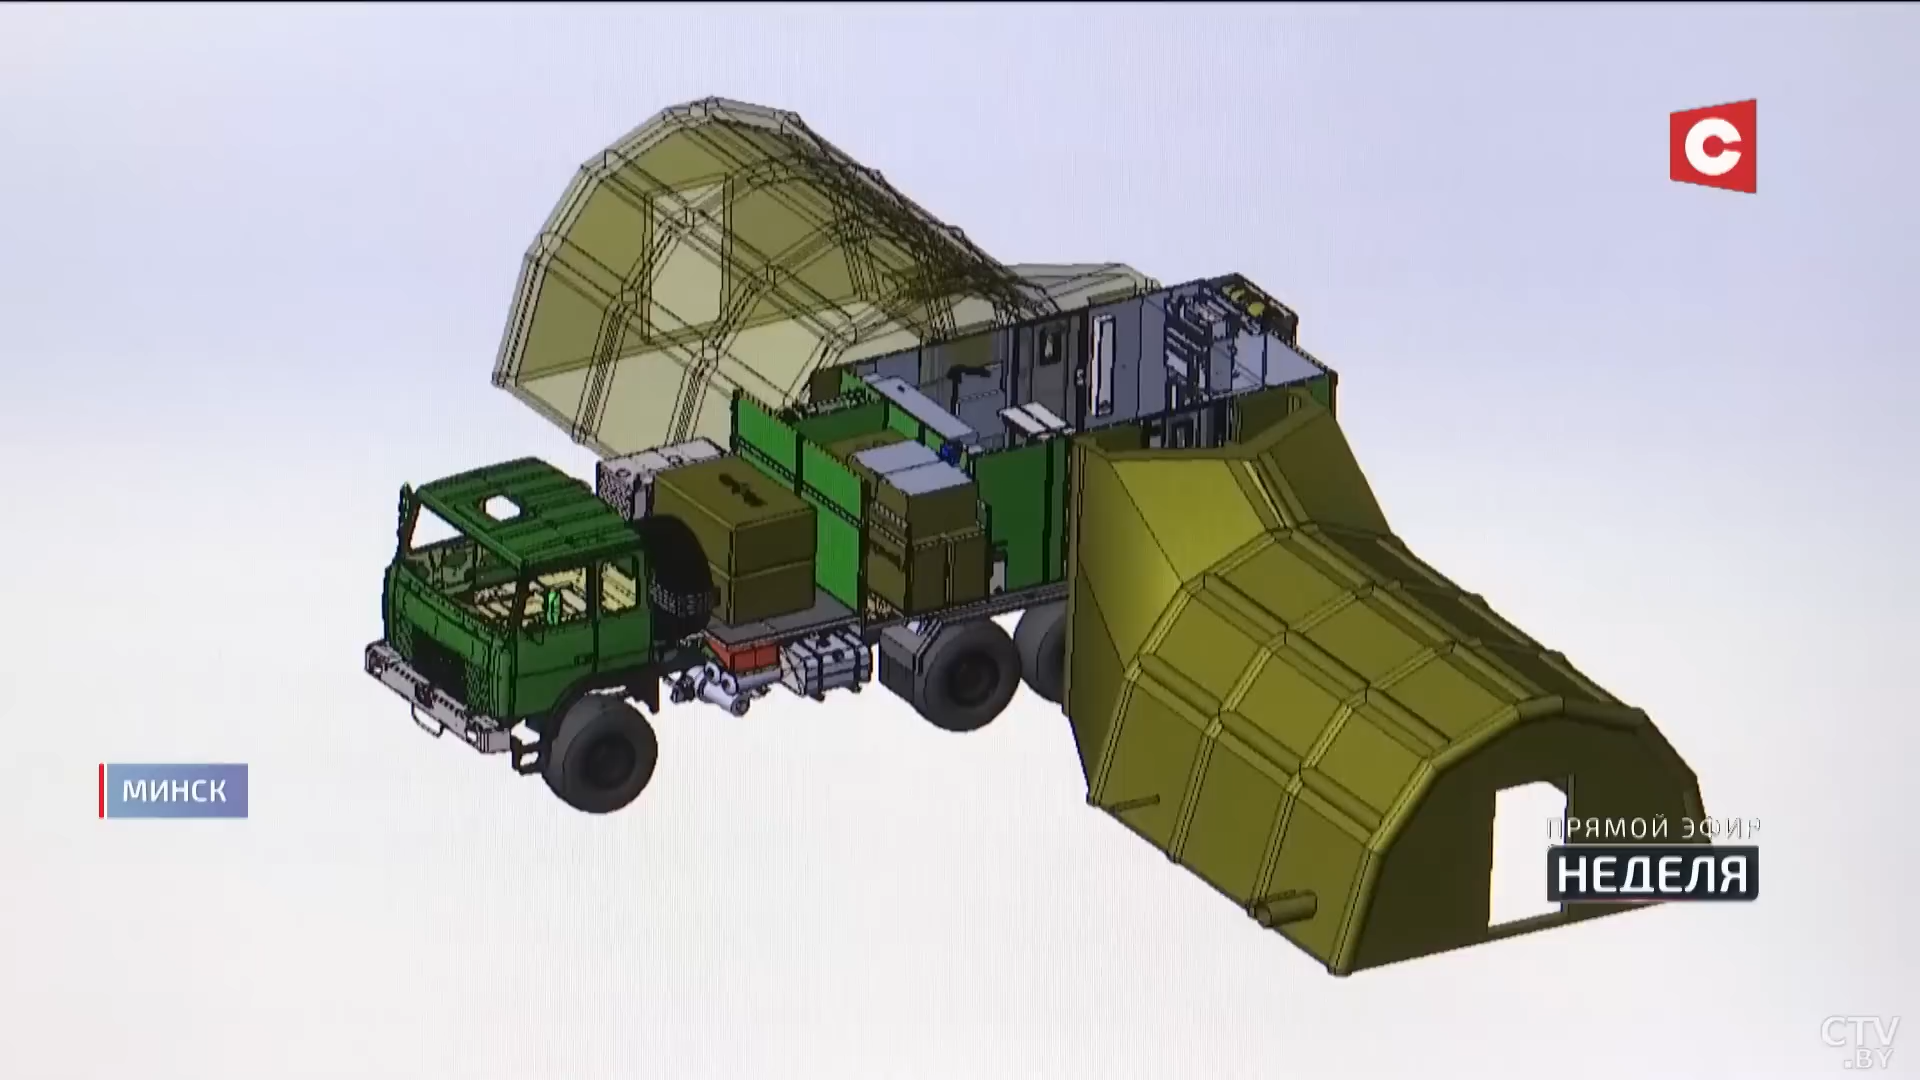 C
МИНСК
ПРЯМОЙ ЭФИР
НЕДЕЛЯ
CTV
.BY